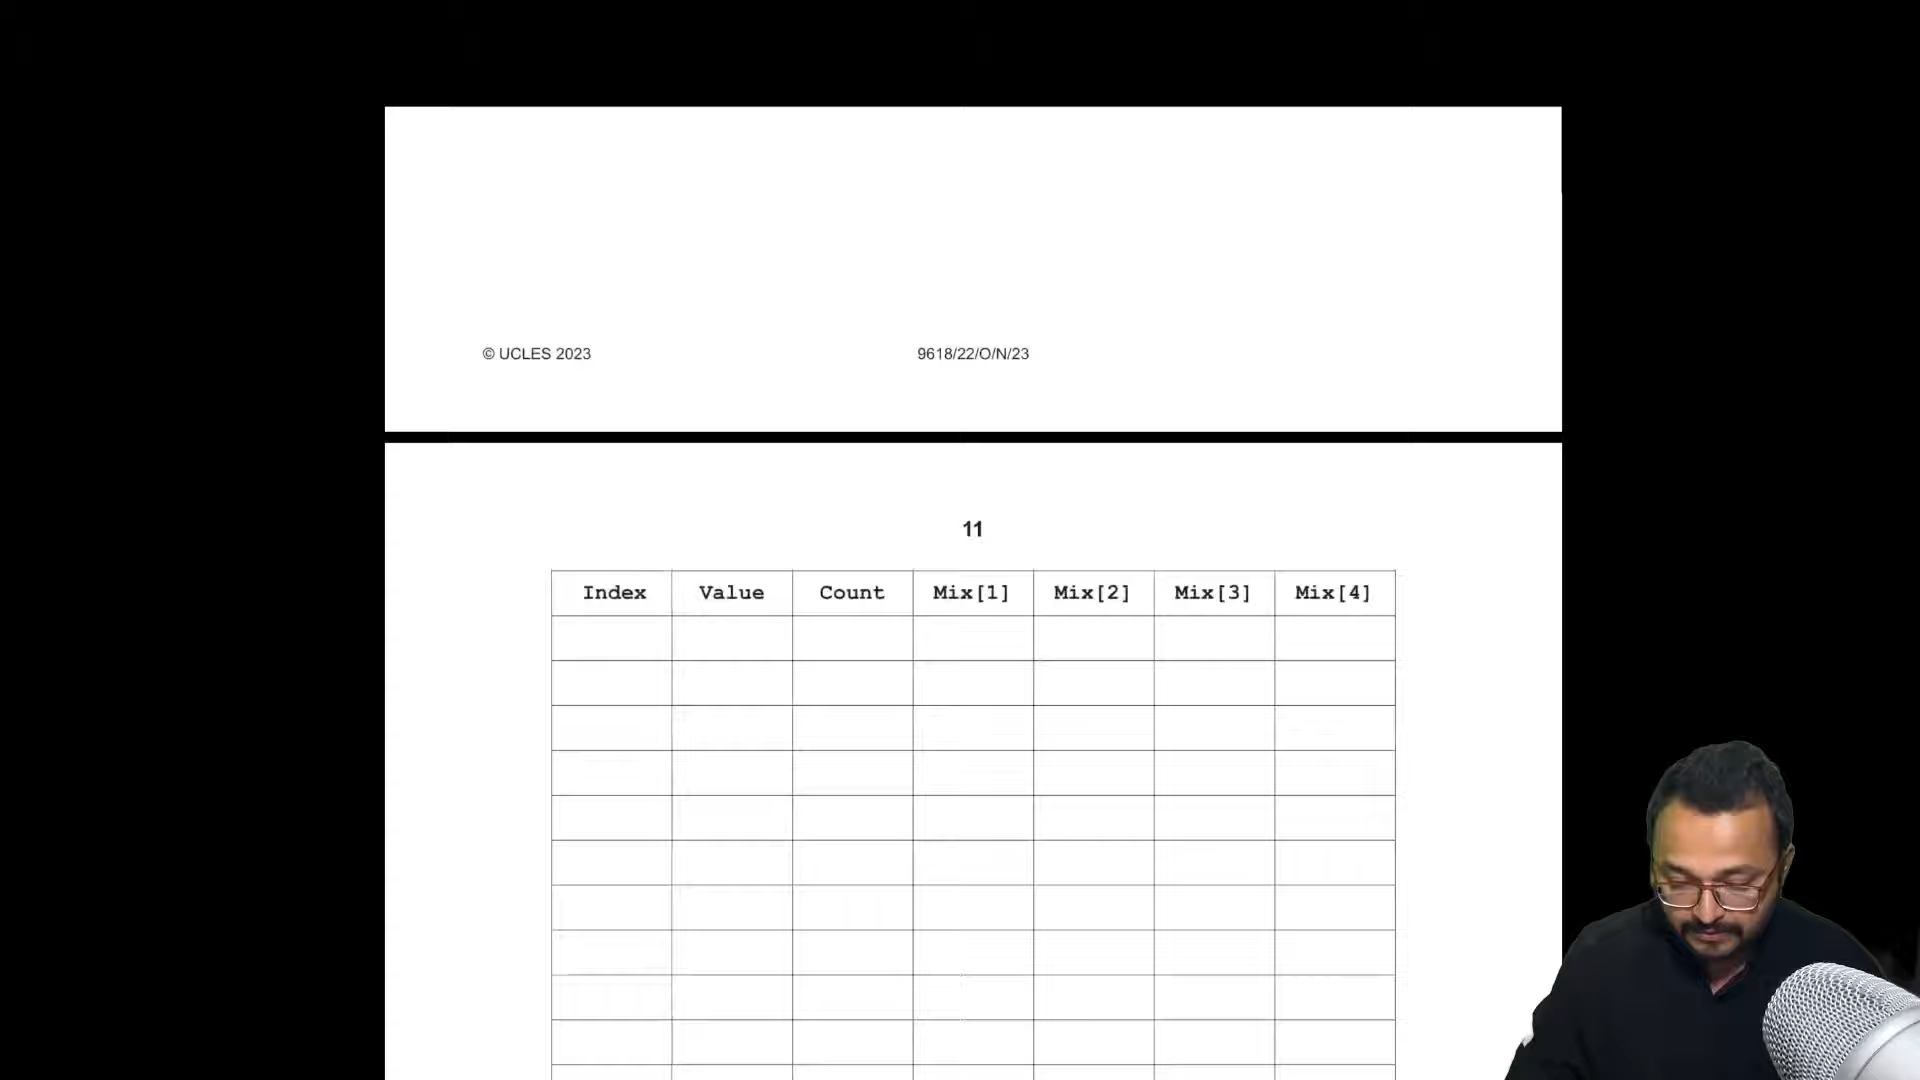 © UCLES 2023 9618/22/O/N/23
11
Index Value Count Mix[1] Mix[2] Mix[3] Mix[4]